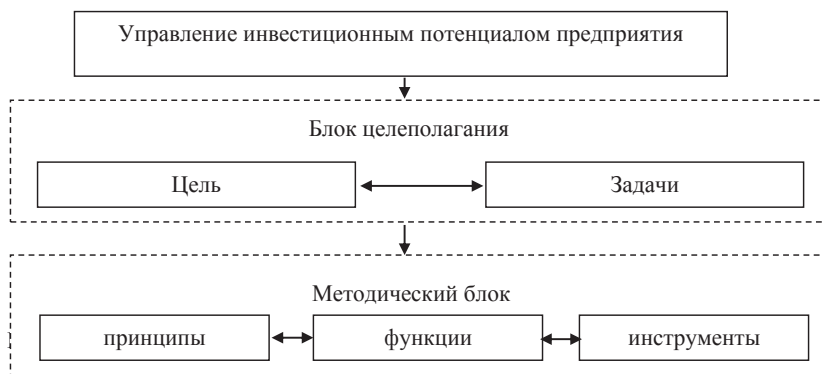 Управление инвестиционным потенциалом предприятия
Блок целеполагания
Цель Задачи
Методический блок
принципы функции инструменты